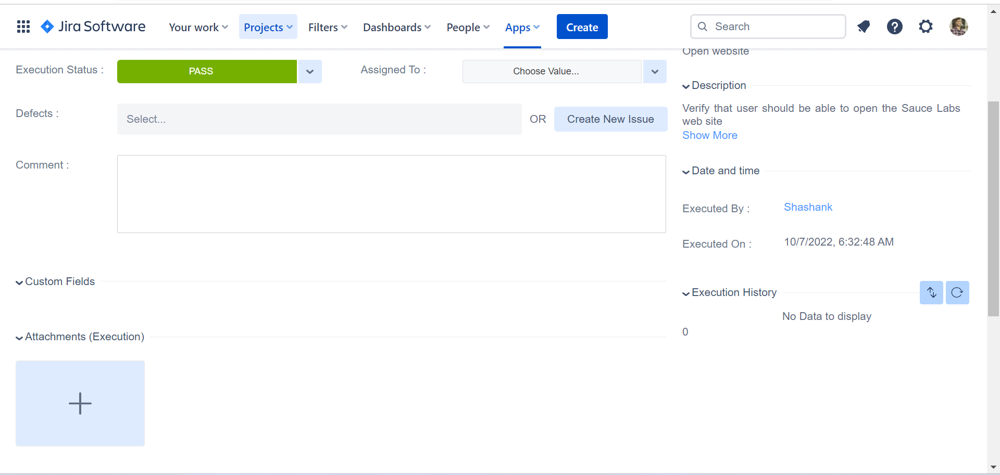 Jira Software Your work Projects Filters Dashboards People Apps Create Search
Open website
Execution Status : PASS Assigned To : Choose Value...
Description
Defects : Select... OR Create New Issue
Verify that user should be able to open the Sauce Labs
web site
Show More
Comment :
Date and time
Executed By : Shashank
Executed On : 10/7/2022, 6:32:48 AM
Custom Fields
Execution History
No Data to display
0
Attachments (Execution)